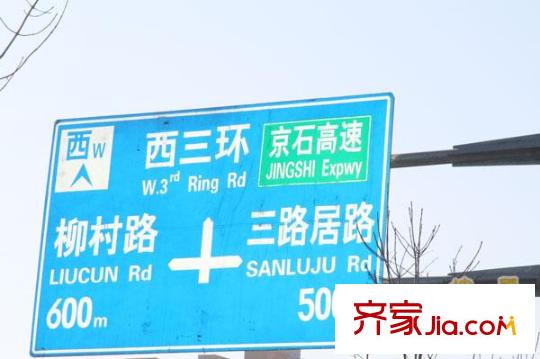 西 W
西三环
W.3rd Ring Rd
京石高速
JINGSHI Expwy
柳村路
LIUCUN Rd
600m
三路居路
SANLUJU Rd
齐家Jia.com